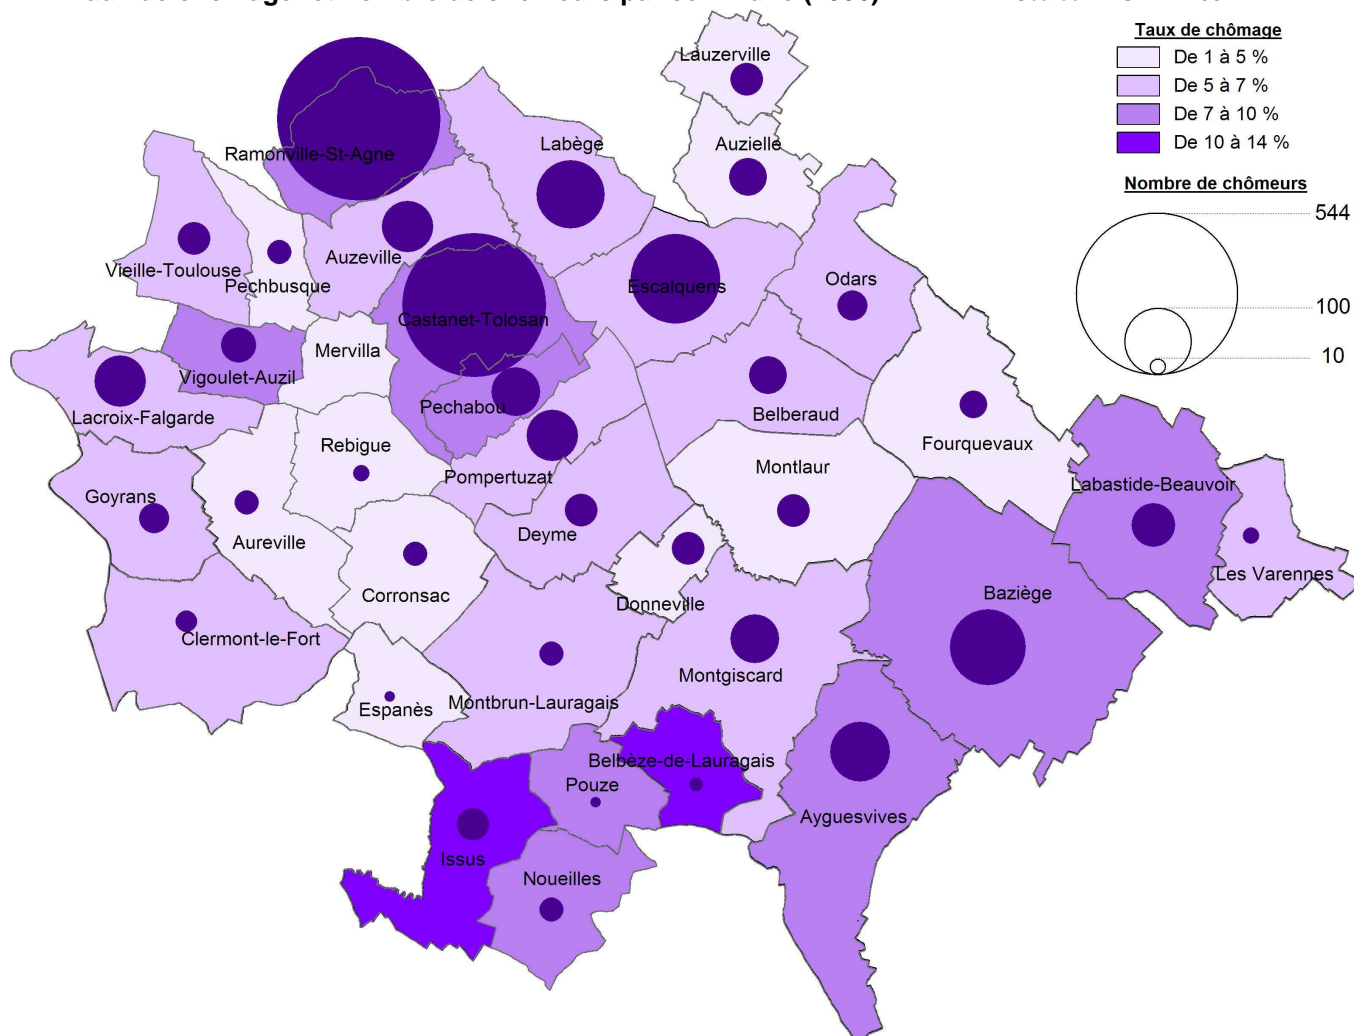 Taux de chômage
De 1 à 5 %
De 5 à 7 %
De 7 à 10 %
De 10 à 14 %
Nombre de chômeurs
544
100
10
Lauzerville
Ramonville-St-Agne
Labège
Auzielle
Vieille-Toulouse
Pechbusque
Auzeville
Escalquens
Odars
Castanet-Tolosan
Mervilla
Vigoulet-Auzil
Lacroix-Falgarde
Pechabou
Belberaud
Rebigue
Fourquevaux
Pompertuzat
Montlaur
Labastide-Beauvoir
Goyrans
Aureville
Deyme
Les Varennes
Corronsac
Donneville
Baziège
Clermont-le-Fort
Montgiscard
Espanès
Montbrun-Lauragais
Belbèze-de-Lauragais
Pouze
Ayguesvives
Issus
Noueilles